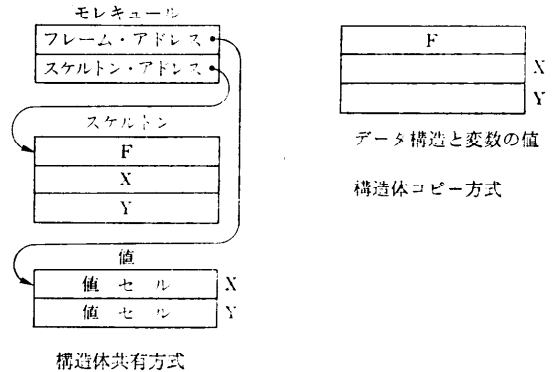 モレキュール
フレーム・アドレス
スケルトン・アドレス
スケルトン
F
X
Y
値
値セル X
値セル Y
構造体共有方式
F
X
Y
データ構造と変数の値
構造体コピー方式